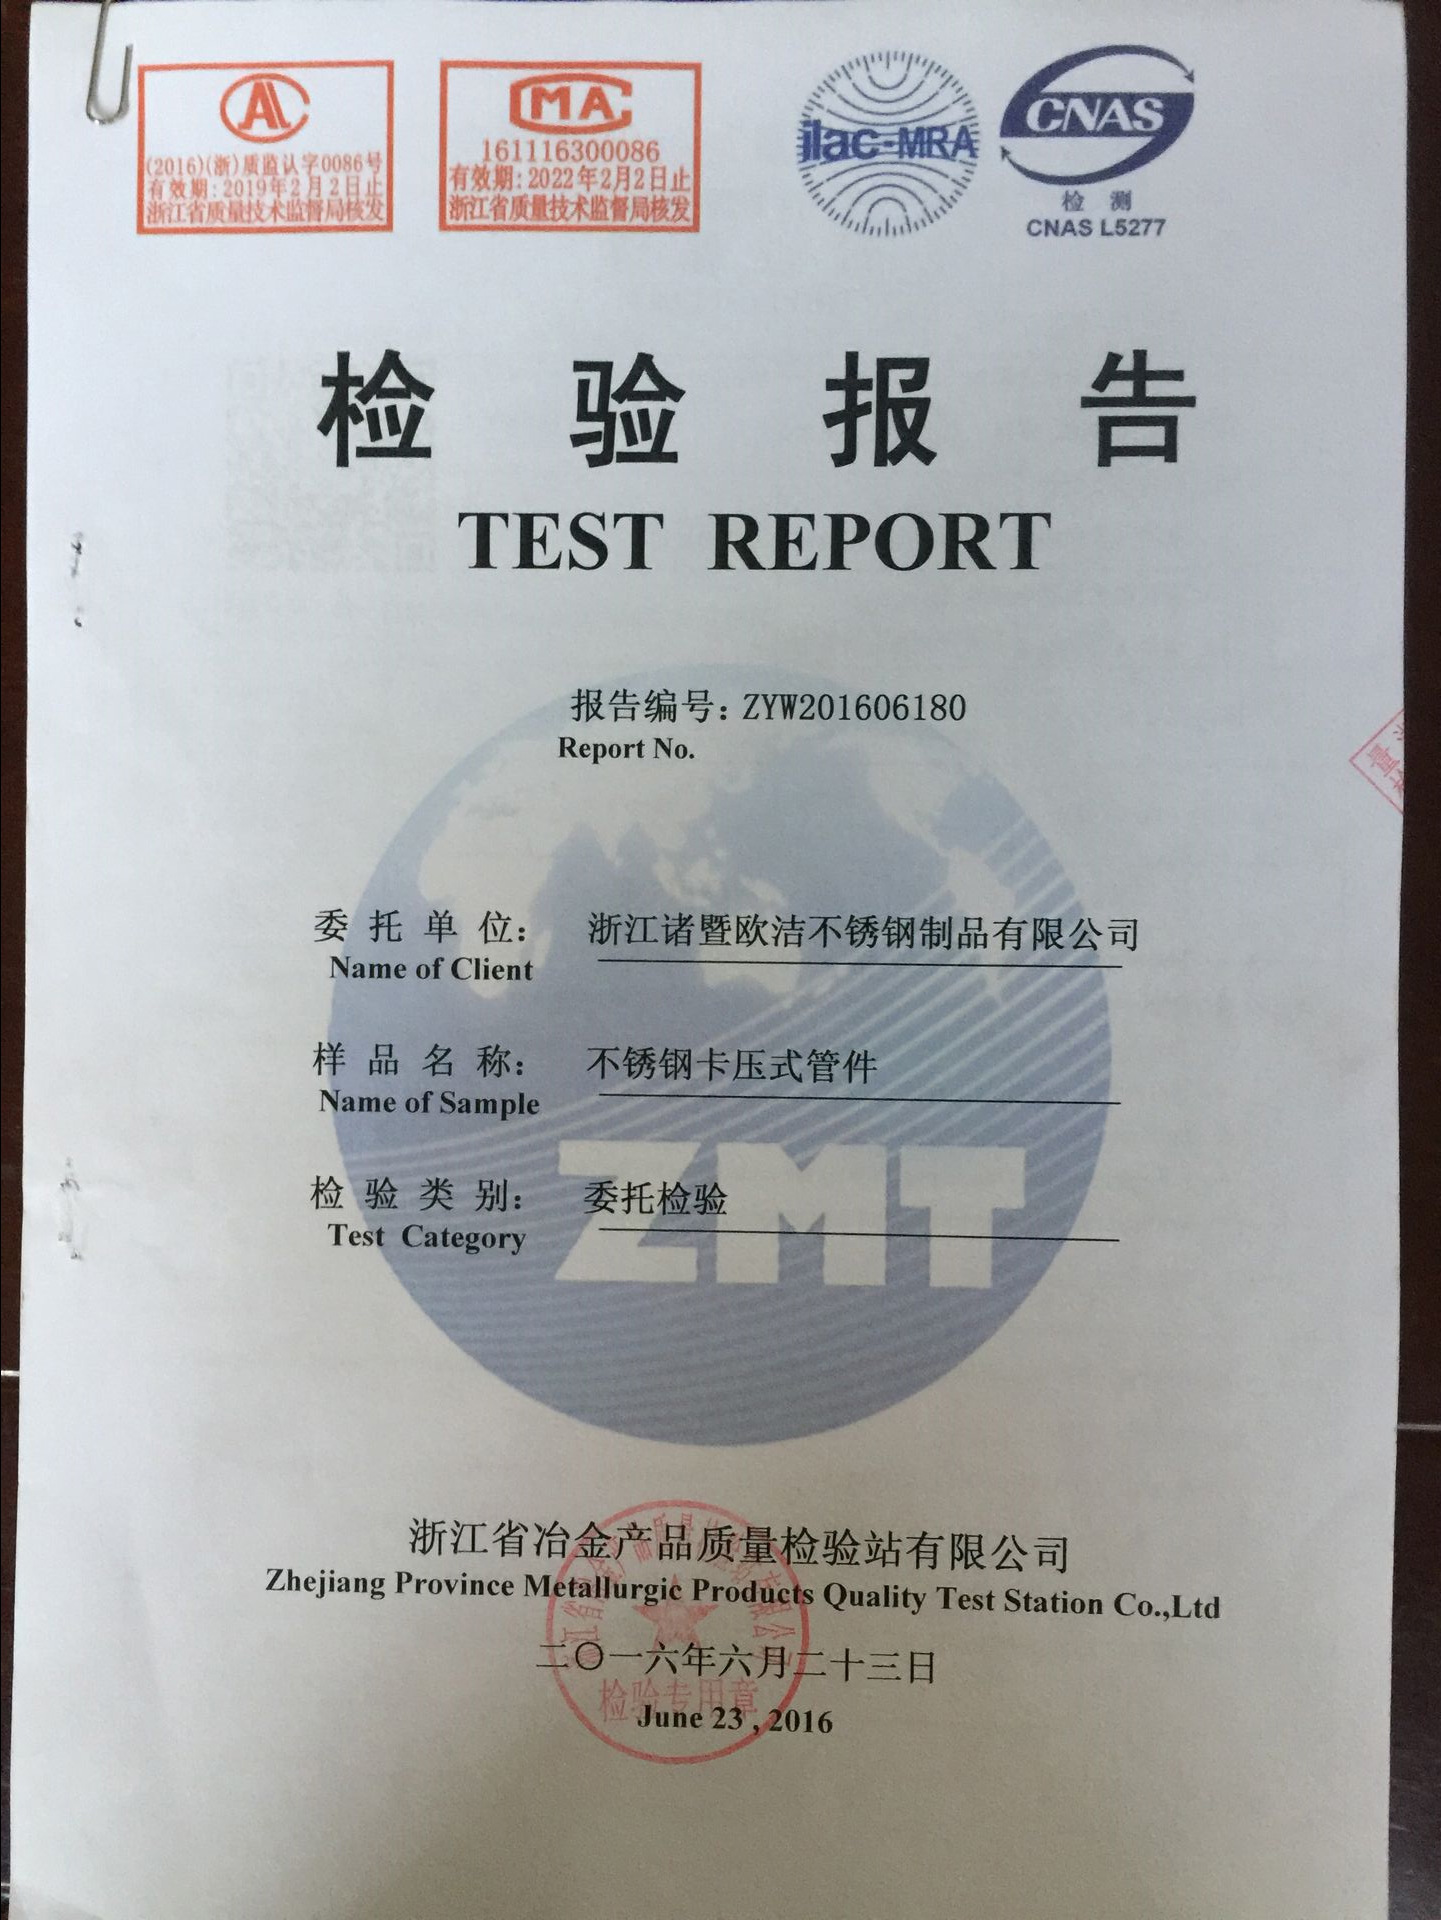 CAL
(2016)(浙)质监认字0086号
有效期:2019年2月2日止
浙江省质量技术监督局核发
CMA
161116300086
有效期:2022年2月2日止
浙江省质量技术监督局核发
ilac-MRA
CNAS
检 测
CNAS L5277
检 验 报 告
TEST REPORT
报告编号:ZYW201606180
Report No.
委 托 单 位: 浙江诸暨欧洁不锈钢制品有限公司
Name of Client
样 品 名 称: 不锈钢卡压式管件
Name of Sample
检 验 类 别: 委托检验
Test Category
ZMT
浙江省冶金产品质量检验站有限公司
Zhejiang Province Metallurgic Products Quality Test Station Co.,Ltd
二〇一六年六月二十三日
检验专用章
June 23 , 2016